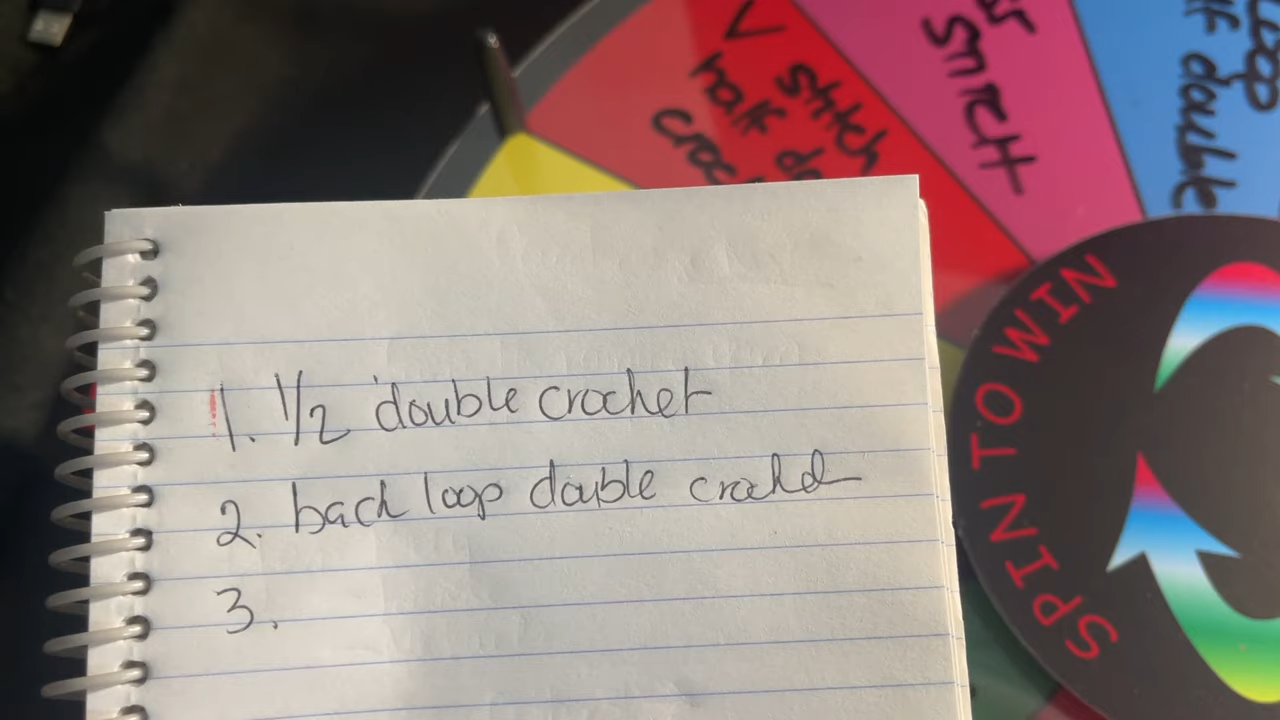 V stitch
half
STITCH
double
SPIN TO WIN
1. 1/2 double crochet
2. back loop double crochet
3.